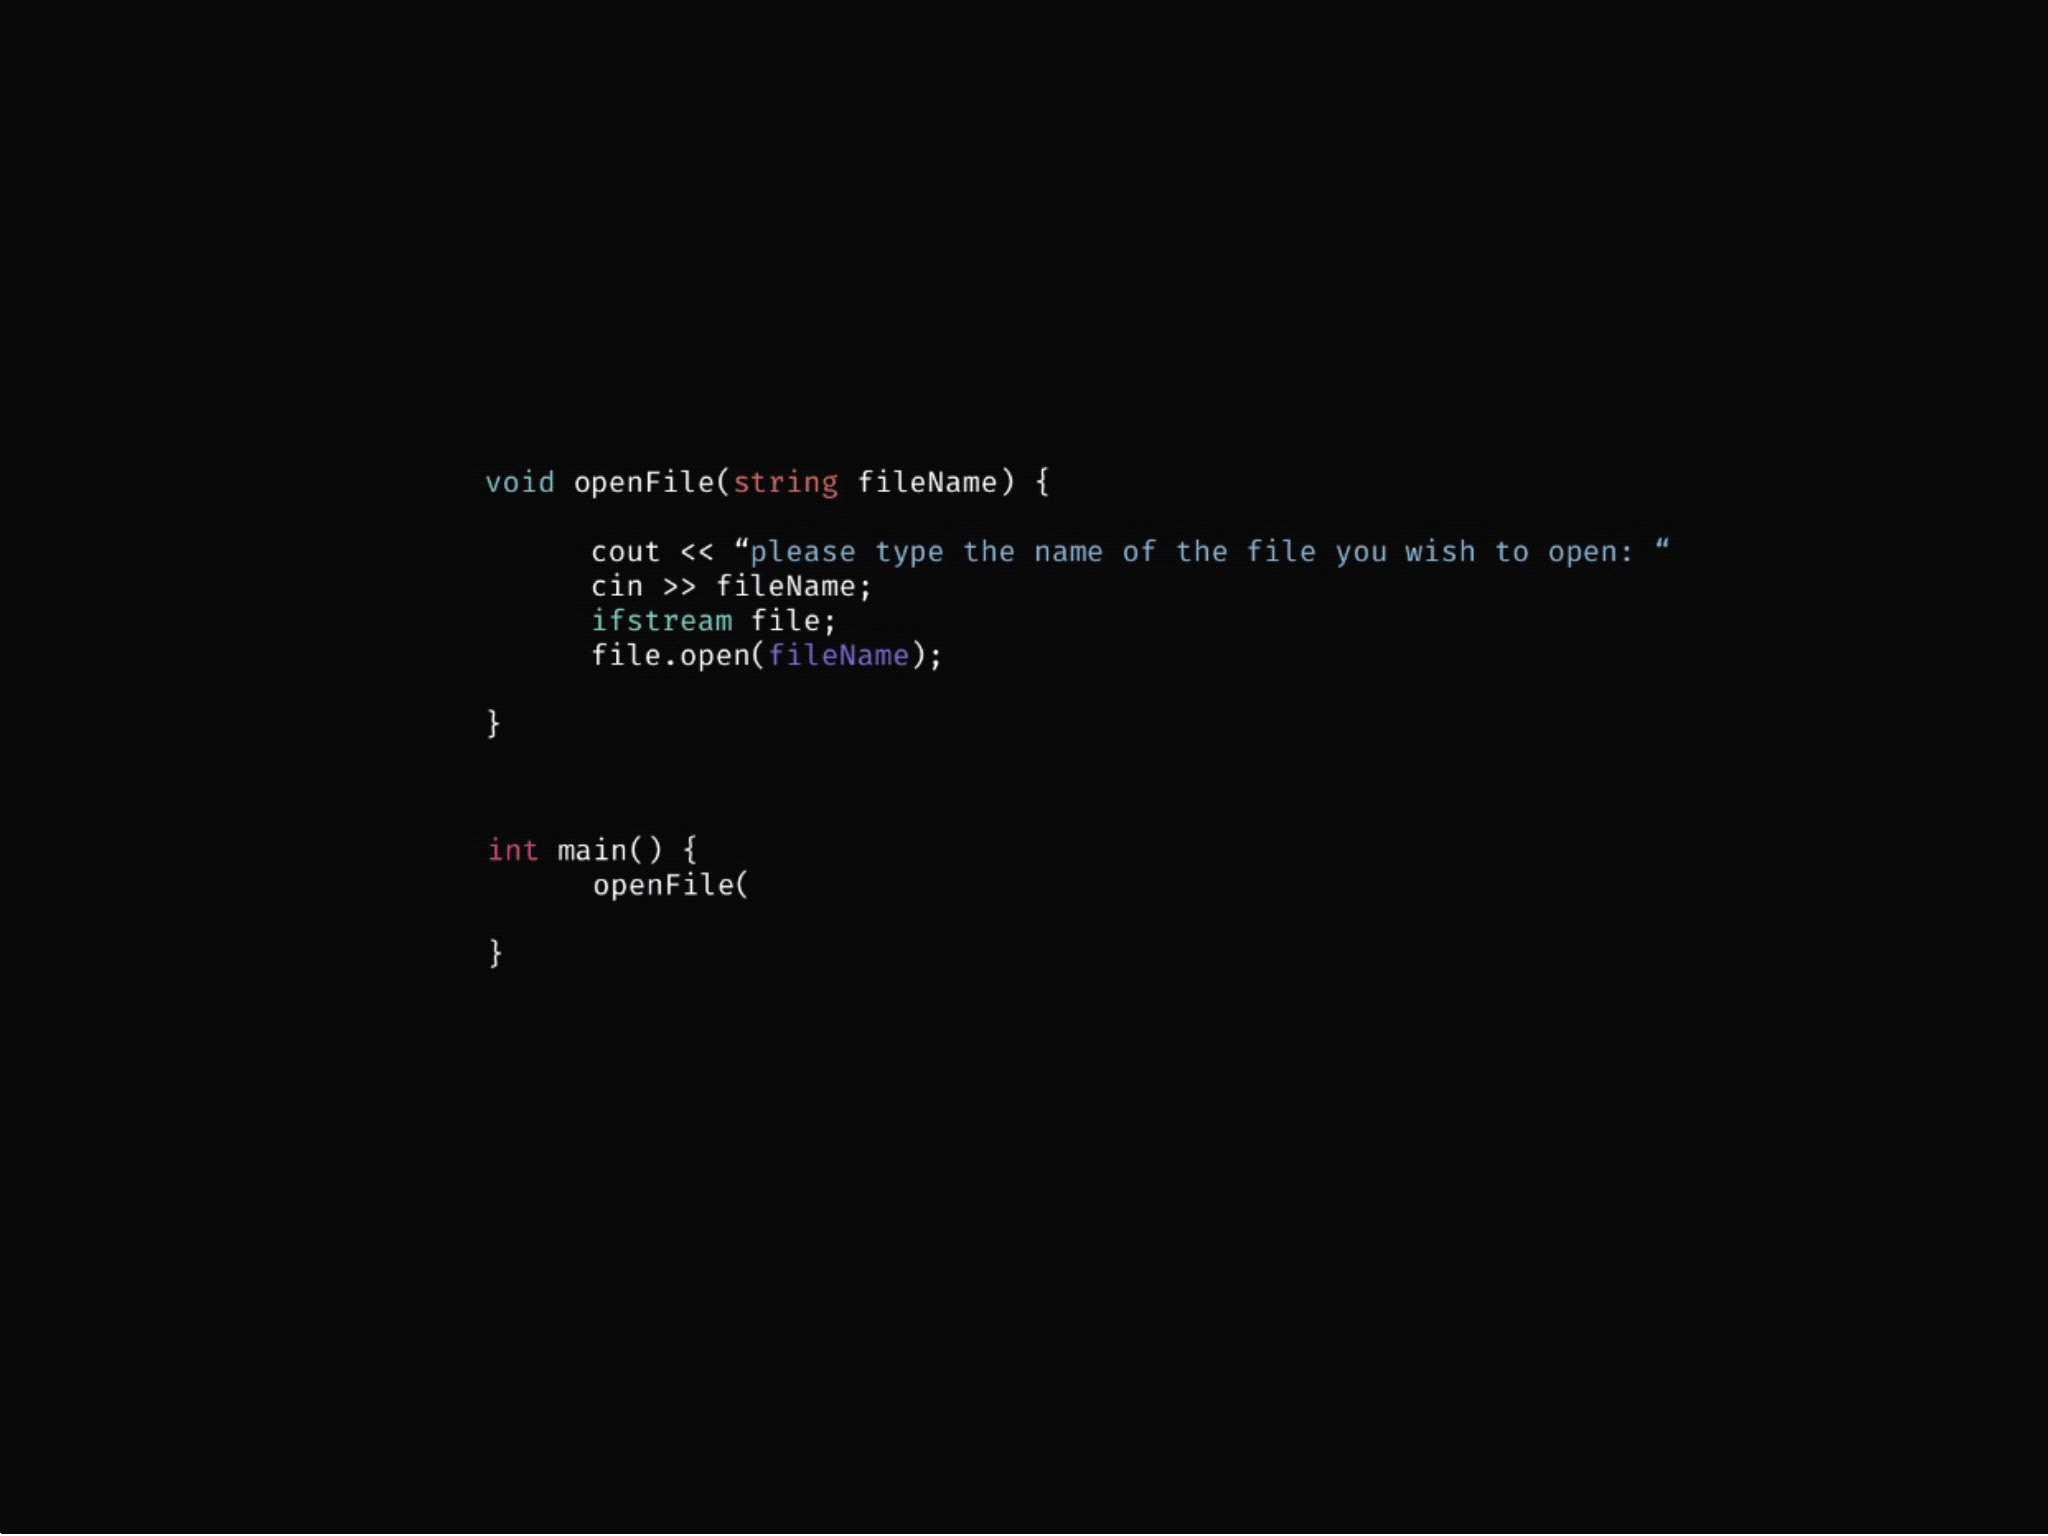 void openFile(string fileName) {
cout << “please type the name of the file you wish to open: “
cin >> fileName;
ifstream file;
file.open(fileName);
}
int main() {
openFile(
}